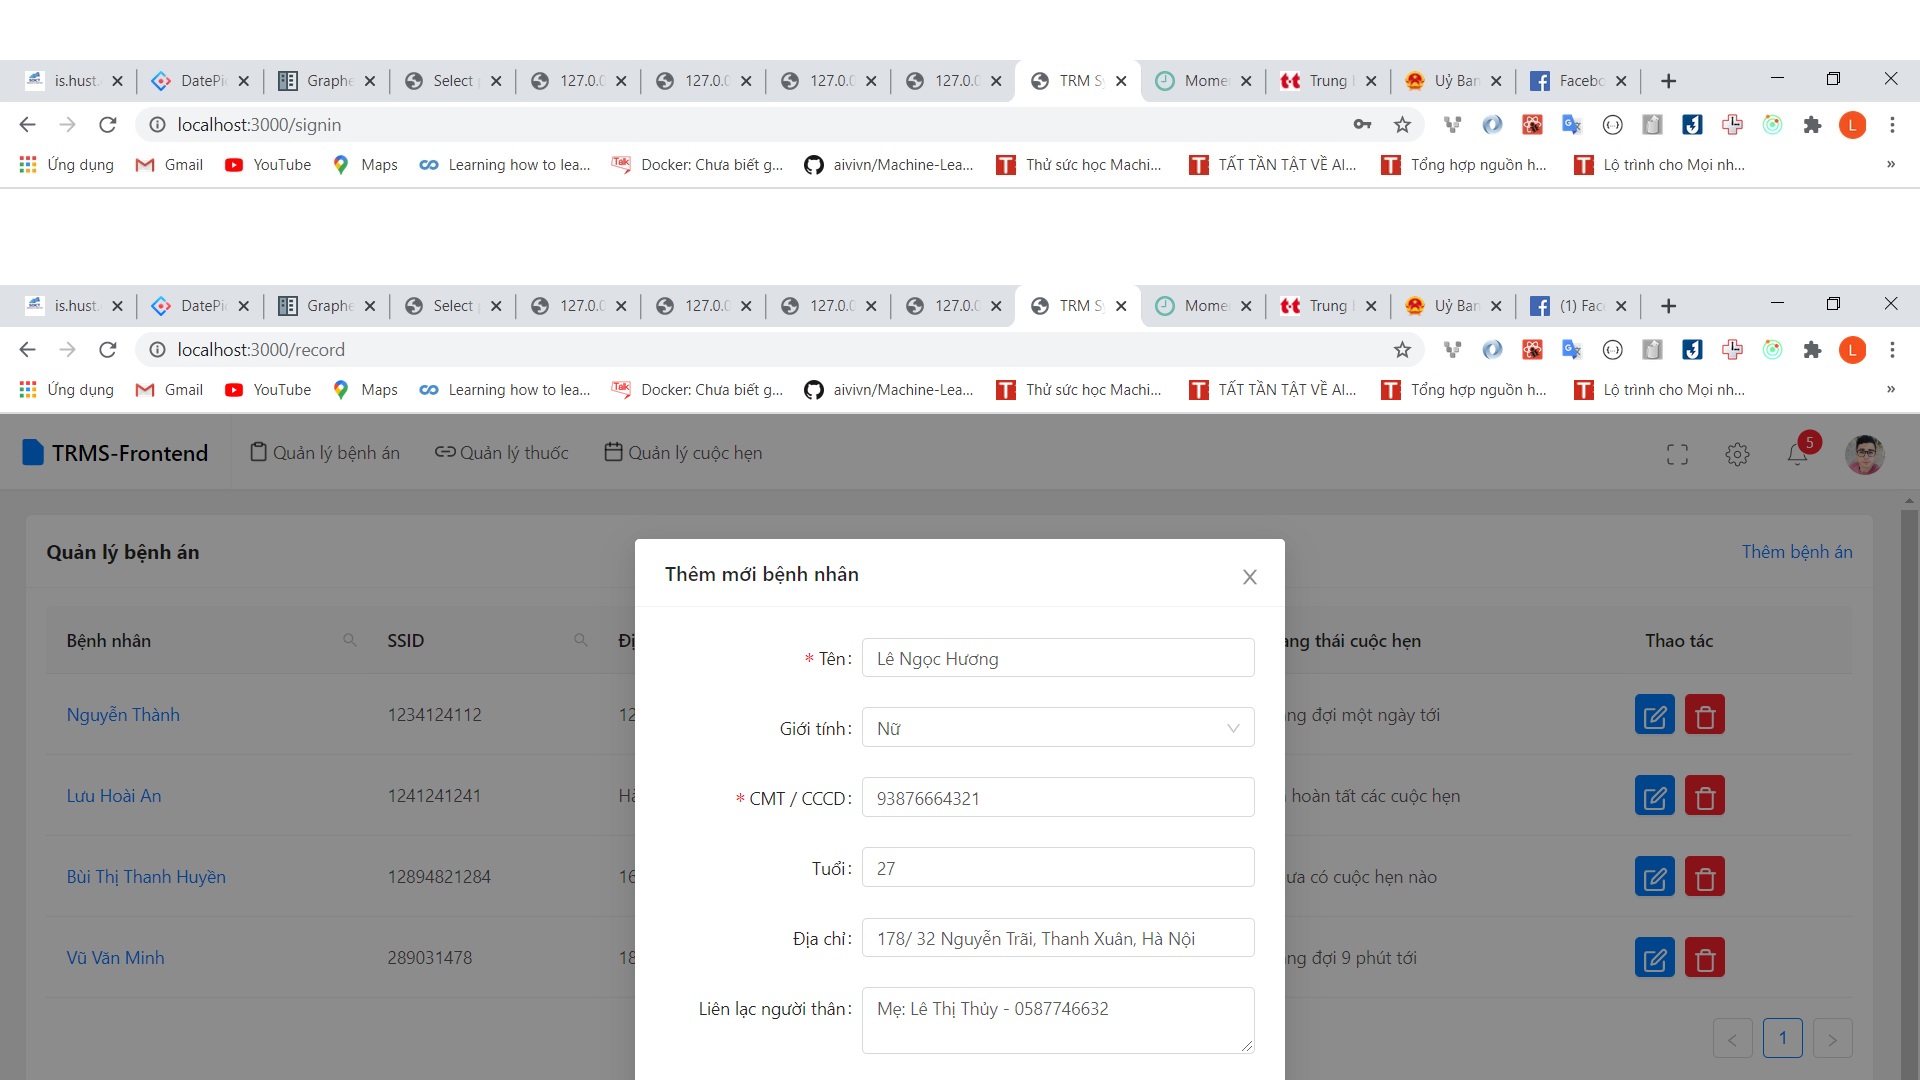 is.hust. DatePi Graphe Select 127.0.0 127.0.0 127.0.0 127.0.0 TRM S Mome Trung Uỷ Ban Facebo
localhost:3000/signin
Ứng dụng Gmail YouTube Maps Learning how to lea... Docker: Chưa biết g... aivivn/Machine-Lea... Thử sức học Machi... TẤT TẦN TẬT VỀ AI... Tổng hợp nguồn h... Lộ trình cho Mọi nh... »
is.hust. DatePi Graphe Select 127.0.0 127.0.0 127.0.0 127.0.0 TRM S Mome Trung Uỷ Ban (1) Fac
localhost:3000/record
Ứng dụng Gmail YouTube Maps Learning how to lea... Docker: Chưa biết g... aivivn/Machine-Lea... Thử sức học Machi... TẤT TẦN TẬT VỀ AI... Tổng hợp nguồn h... Lộ trình cho Mọi nh... »
TRMS-Frontend Quản lý bệnh án Quản lý thuốc Quản lý cuộc hẹn 5
Quản lý bệnh án Thêm bệnh án
Thêm mới bệnh nhân
Bệnh nhân SSID Đị ang thái cuộc hẹn Thao tác
* Tên: Lê Ngọc Hương
Nguyễn Thành 1234124112 12 ng đợi một ngày tới
Giới tính: Nữ
Lưu Hoài An 1241241241 Hà hoàn tất các cuộc hẹn
* CMT / CCCD: 93876664321
Bùi Thị Thanh Huyền 12894821284 16 ưa có cuộc hẹn nào
Tuổi: 27
Vũ Văn Minh 289031478 18 ng đợi 9 phút tới
Địa chỉ: 178/ 32 Nguyễn Trãi, Thanh Xuân, Hà Nội
Liên lạc người thân: Mẹ: Lê Thị Thủy - 0587746632
< 1 >